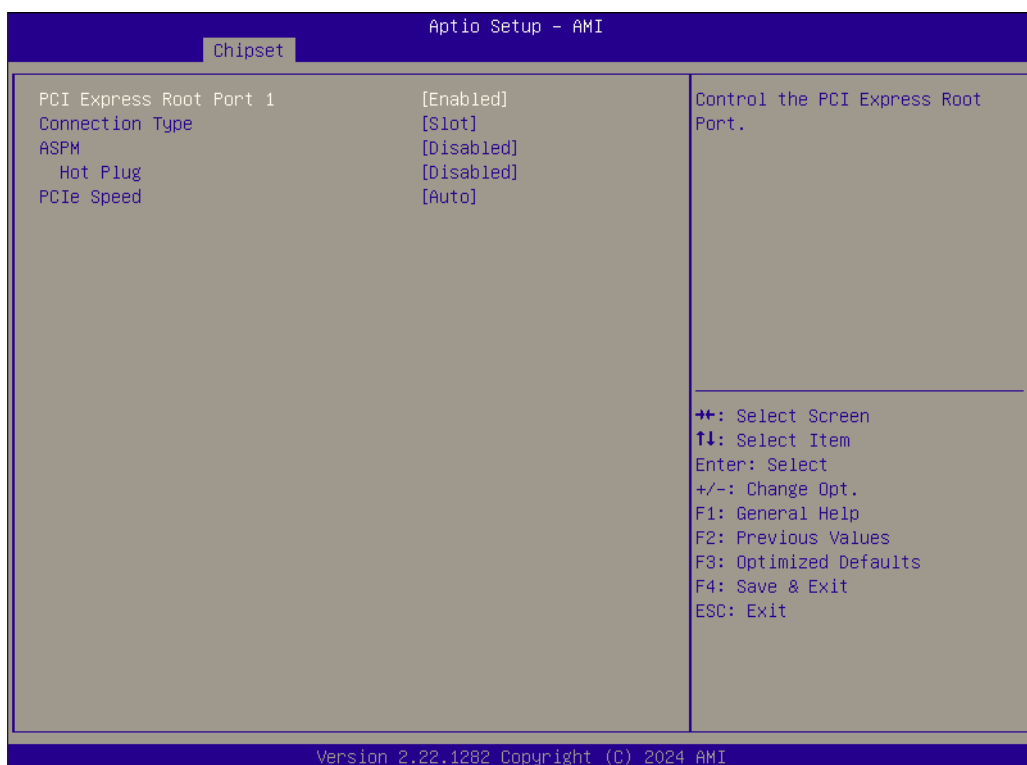 Aptio Setup – AMI
Chipset
PCI Express Root Port 1 [Enabled]
Connection Type [Slot]
ASPM [Disabled]
Hot Plug [Disabled]
PCIe Speed [Auto]
Control the PCI Express Root
Port.
→←: Select Screen
↑↓: Select Item
Enter: Select
+/-: Change Opt.
F1: General Help
F2: Previous Values
F3: Optimized Defaults
F4: Save & Exit
ESC: Exit
Version 2.22.1282 Copyright (C) 2024 AMI